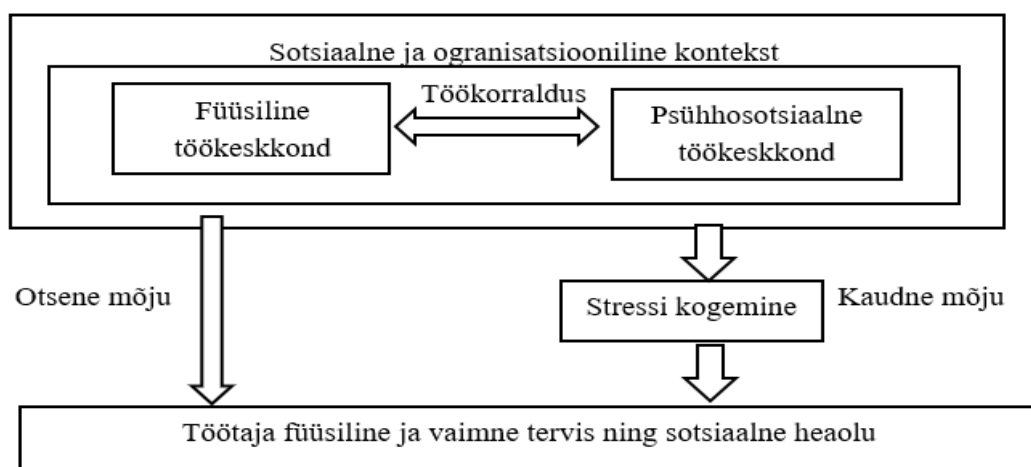 Sotsiaalne ja ogranisatsiooniline kontekst
Füüsiline
töökeskkond
Töökorraldus
Psühhosotsiaalne
töökeskkond
Otsene mõju
Stressi kogemine
Kaudne mõju
Töötaja füüsiline ja vaimne tervis ning sotsiaalne heaolu